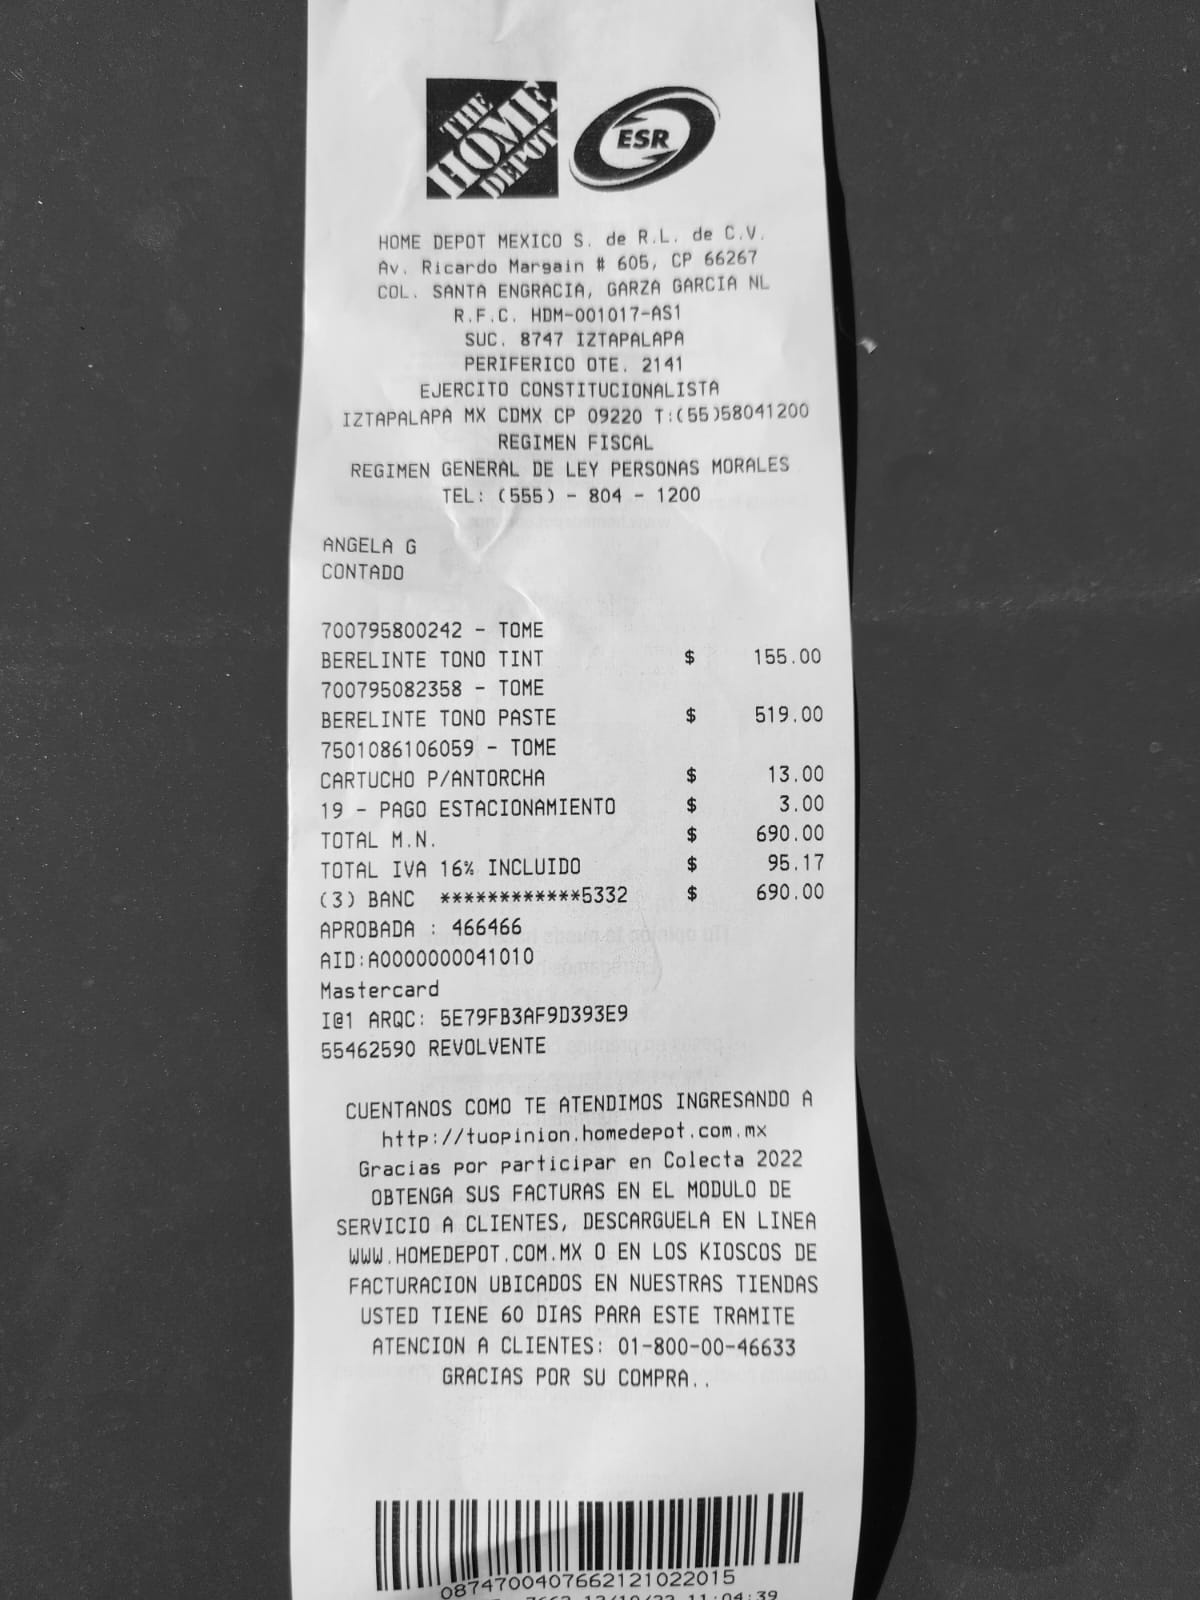 THE
HOME
DEPOT
ESR
HOME DEPOT MEXICO S. de R.L. de C.V.
Av. Ricardo Margain # 605, CP 66267
COL. SANTA ENGRACIA, GARZA GARCIA NL
R.F.C. HDM-001017-AS1
SUC. 8747 IZTAPALAPA
PERIFERICO OTE. 2141
EJERCITO CONSTITUCIONALISTA
IZTAPALAPA MX CDMX CP 09220 T:(55)58041200
REGIMEN FISCAL
REGIMEN GENERAL DE LEY PERSONAS MORALES
TEL: (555) - 804 - 1200
ANGELA G
CONTADO
700795800242 - TOME
BERELINTE TONO TINT $ 155.00
700795082358 - TOME
BERELINTE TONO PASTE $ 519.00
7501086106059 - TOME
CARTUCHO P/ANTORCHA $ 13.00
19 - PAGO ESTACIONAMIENTO $ 3.00
TOTAL M.N. $ 690.00
TOTAL IVA 16% INCLUIDO $ 95.17
(3) BANC ************5332 $ 690.00
APROBADA : 466466
AID:A0000000041010
Mastercard
I@1 ARQC: 5E79FB3AF9D393E9
55462590 REVOLVENTE
CUENTANOS COMO TE ATENDIMOS INGRESANDO A
http://tuopinion.homedepot.com.mx
Gracias por participar en Colecta 2022
OBTENGA SUS FACTURAS EN EL MODULO DE
SERVICIO A CLIENTES, DESCARGUELA EN LINEA
WWW.HOMEDEPOT.COM.MX O EN LOS KIOSCOS DE
FACTURACION UBICADOS EN NUESTRAS TIENDAS
USTED TIENE 60 DIAS PARA ESTE TRAMITE
ATENCION A CLIENTES: 01-800-00-46633
GRACIAS POR SU COMPRA..
0874700407662121022015
7662 12/10/22 11:04:39